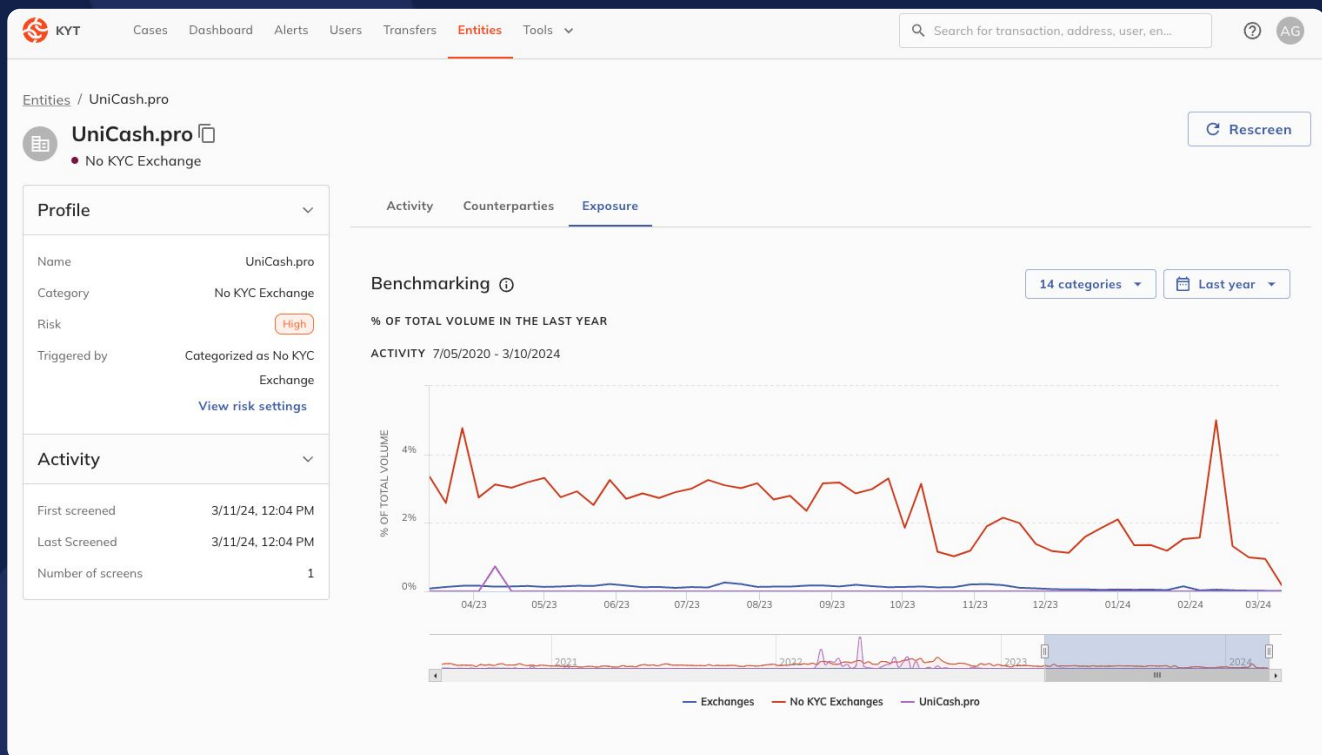 KYT Cases Dashboard Alerts Users Transfers Entities Tools Search for transaction, address, user, en... AG
Entities / UniCash.pro
UniCash.pro
No KYC Exchange
Rescreen
Profile
Name UniCash.pro
Category No KYC Exchange
Risk High
Triggered by Categorized as No KYC
Exchange
View risk settings
Activity
First screened 3/11/24, 12:04 PM
Last Screened 3/11/24, 12:04 PM
Number of screens 1
Activity Counterparties Exposure
Benchmarking
14 categories Last year
% OF TOTAL VOLUME IN THE LAST YEAR
ACTIVITY 7/05/2020 - 3/10/2024
% OF TOTAL VOLUME
4%
2%
0%
04/23 05/23 06/23 07/23 08/23 09/23 10/23 11/23 12/23 01/24 02/24 03/24
2021 2022 2023 2024
Exchanges No KYC Exchanges UniCash.pro